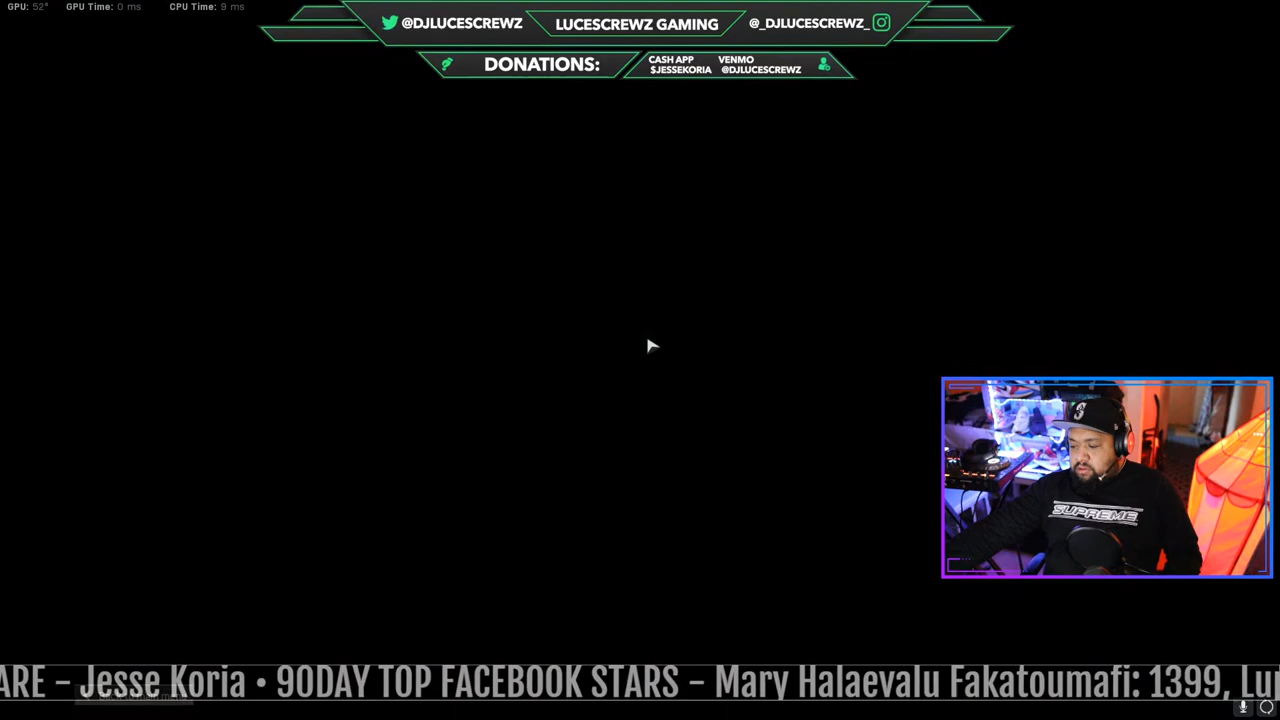 GPU: 52° GPU Time: 0 ms CPU Time: 9 ms
@DJLUCESCREWZ LUCESCREWZ GAMING @_DJLUCESCREWZ_
DONATIONS: CASH APP VENMO
$JESSEKORIA @DJLUCESCREWZ
S
SUPREME
ARE – Jesse Koria • 90DAY TOP FACEBOOK STARS – Mary Halaevalu Fakatoumafi: 1399, Lu